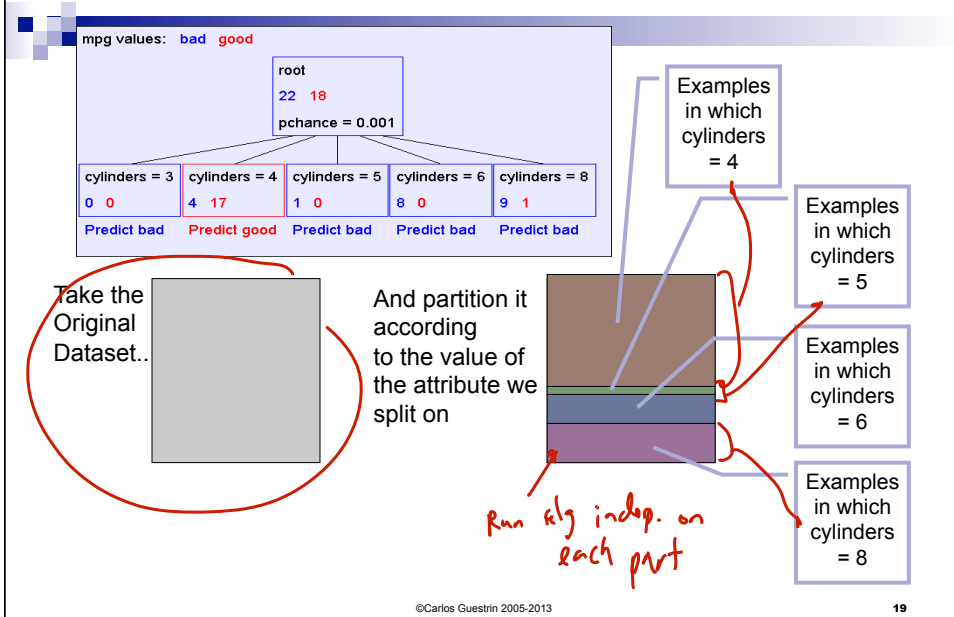 mpg values: bad good
root
22 18
pchance = 0.001
cylinders = 3
0 0
Predict bad
cylinders = 4
4 17
Predict good
cylinders = 5
1 0
Predict bad
cylinders = 6
8 0
Predict bad
cylinders = 8
9 1
Predict bad
Take the
Original
Dataset..
And partition it
according
to the value of
the attribute we
split on
Examples
in which
cylinders
= 4
Examples
in which
cylinders
= 5
Examples
in which
cylinders
= 6
Examples
in which
cylinders
= 8
Run alg indep. on
each part
©Carlos Guestrin 2005-2013
19